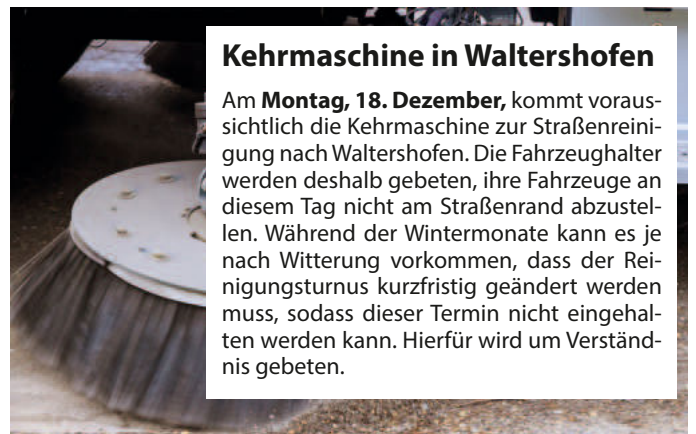 Kehrmaschine in Waltershofen
Am Montag, 18. Dezember, kommt voraus-
sichtlich die Kehrmaschine zur Straßenreini-
gung nach Waltershofen. Die Fahrzeughalter
werden deshalb gebeten, ihre Fahrzeuge an
diesem Tag nicht am Straßenrand abzustel-
len. Während der Wintermonate kann es je
nach Witterung vorkommen, dass der Rei-
nigungsturnus kurzfristig geändert werden
muss, sodass dieser Termin nicht eingehal-
ten werden kann. Hierfür wird um Verständ-
nis gebeten.